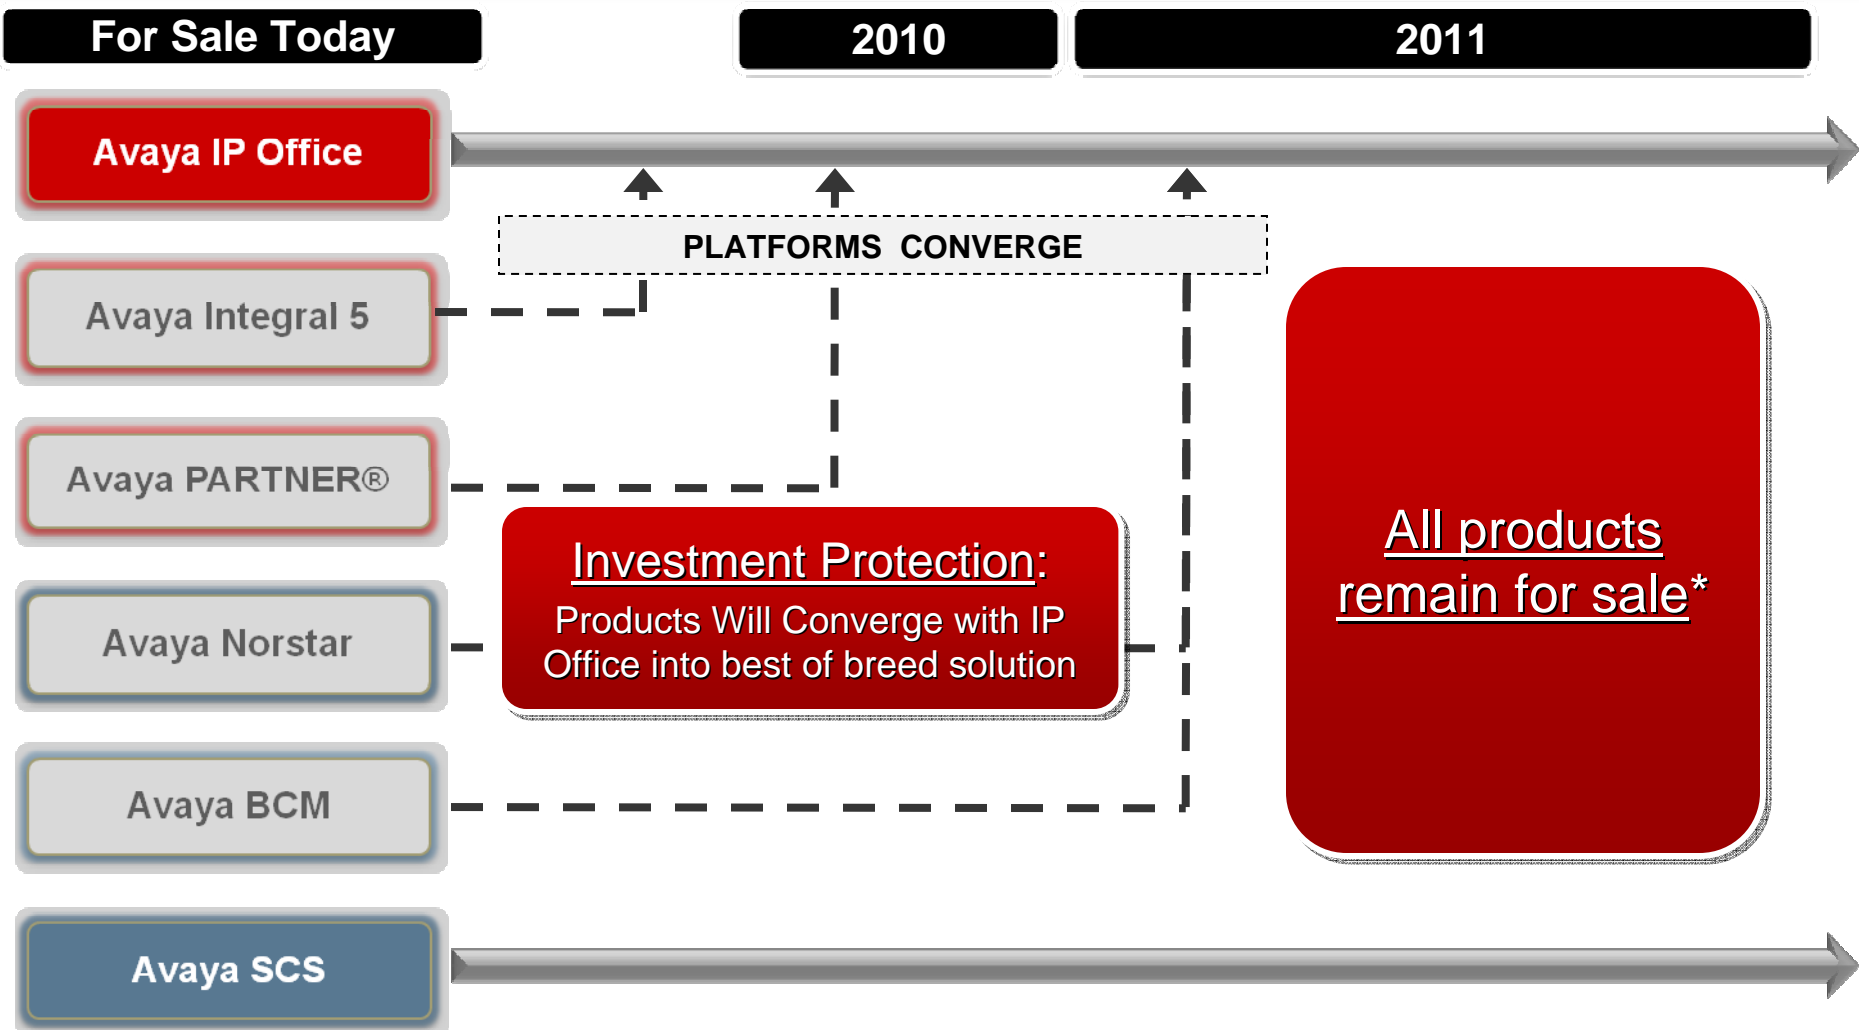 For Sale Today
2010
2011
Avaya IP Office
PLATFORMS CONVERGE
Avaya Integral 5
Avaya PARTNER®
Investment Protection:
Products Will Converge with IP
Office into best of breed solution
All products
remain for sale*
Avaya Norstar
Avaya BCM
Avaya SCS